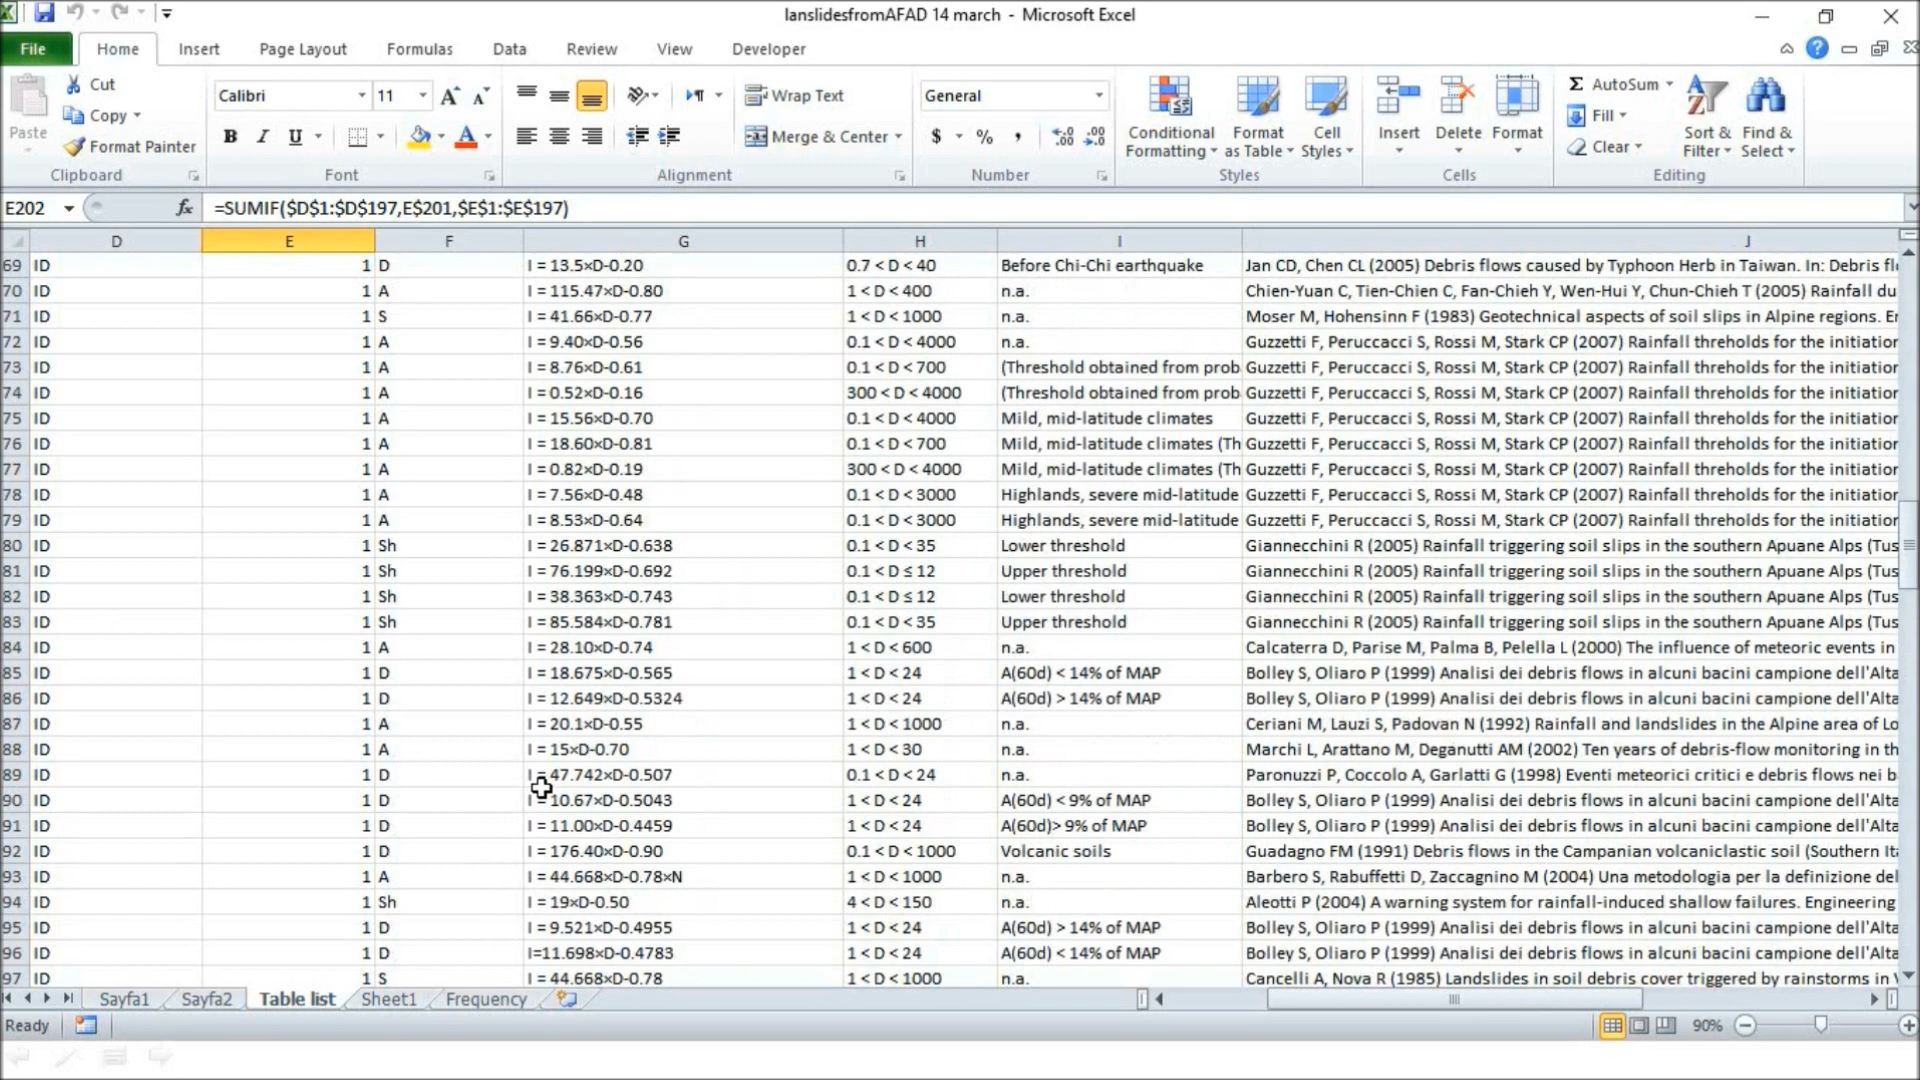 lanslidesfromAFAD 14 march - Microsoft Excel
File Home Insert Page Layout Formulas Data Review View Developer
Cut
Copy
Format Painter
Paste
Clipboard
Calibri 11
B I U
Font
Wrap Text
Merge & Center
Alignment
General
$ % ,
Number
Conditional Formatting
Format as Table
Cell Styles
Styles
Insert Delete Format
Cells
Σ AutoSum
Fill
Clear
Sort & Filter
Find & Select
Editing
E202 fx =SUMIF($D$1:$D$197,E$201,$E$1:$E$197)
D E F G H I J
69 ID 1 D I = 13.5×D-0.20 0.7 < D < 40 Before Chi-Chi earthquake Jan CD, Chen CL (2005) Debris flows caused by Typhoon Herb in Taiwan. In: Debris fl
70 ID 1 A I = 115.47×D-0.80 1 < D < 400 n.a. Chien-Yuan C, Tien-Chien C, Fan-Chieh Y, Wen-Hui Y, Chun-Chieh T (2005) Rainfall du
71 ID 1 S I = 41.66×D-0.77 1 < D < 1000 n.a. Moser M, Hohensinn F (1983) Geotechnical aspects of soil slips in Alpine regions. E
72 ID 1 A I = 9.40×D-0.56 0.1 < D < 4000 n.a. Guzzetti F, Peruccacci S, Rossi M, Stark CP (2007) Rainfall threholds for the initiation
73 ID 1 A I = 8.76×D-0.61 0.1 < D < 700 (Threshold obtained from prob Guzzetti F, Peruccacci S, Rossi M, Stark CP (2007) Rainfall threholds for the initiation
74 ID 1 A I = 0.52×D-0.16 300 < D < 4000 (Threshold obtained from prob Guzzetti F, Peruccacci S, Rossi M, Stark CP (2007) Rainfall threholds for the initiation
75 ID 1 A I = 15.56×D-0.70 0.1 < D < 4000 Mild, mid-latitude climates Guzzetti F, Peruccacci S, Rossi M, Stark CP (2007) Rainfall threholds for the initiation
76 ID 1 A I = 18.60×D-0.81 0.1 < D < 700 Mild, mid-latitude climates (Th Guzzetti F, Peruccacci S, Rossi M, Stark CP (2007) Rainfall threholds for the initiation
77 ID 1 A I = 0.82×D-0.19 300 < D < 4000 Mild, mid-latitude climates (Th Guzzetti F, Peruccacci S, Rossi M, Stark CP (2007) Rainfall threholds for the initiation
78 ID 1 A I = 7.56×D-0.48 0.1 < D < 3000 Highlands, severe mid-latitude Guzzetti F, Peruccacci S, Rossi M, Stark CP (2007) Rainfall threholds for the initiation
79 ID 1 A I = 8.53×D-0.64 0.1 < D < 3000 Highlands, severe mid-latitude Guzzetti F, Peruccacci S, Rossi M, Stark CP (2007) Rainfall threholds for the initiation
80 ID 1 Sh I = 26.871×D-0.638 0.1 < D < 35 Lower threshold Giannecchini R (2005) Rainfall triggering soil slips in the southern Apuane Alps (Tus
81 ID 1 Sh I = 76.199×D-0.692 0.1 < D ≤ 12 Upper threshold Giannecchini R (2005) Rainfall triggering soil slips in the southern Apuane Alps (Tus
82 ID 1 Sh I = 38.363×D-0.743 0.1 < D ≤ 12 Lower threshold Giannecchini R (2005) Rainfall triggering soil slips in the southern Apuane Alps (Tus
83 ID 1 Sh I = 85.584×D-0.781 0.1 < D < 35 Upper threshold Giannecchini R (2005) Rainfall triggering soil slips in the southern Apuane Alps (Tus
84 ID 1 A I = 28.10×D-0.74 1 < D < 600 n.a. Calcaterra D, Parise M, Palma B, Pelella L (2000) The influence of meteoric events in
85 ID 1 D I = 18.675×D-0.565 1 < D < 24 A(60d) < 14% of MAP Bolley S, Oliaro P (1999) Analisi dei debris flows in alcuni bacini campione dell'Alta
86 ID 1 D I = 12.649×D-0.5324 1 < D < 24 A(60d) > 14% of MAP Bolley S, Oliaro P (1999) Analisi dei debris flows in alcuni bacini campione dell'Alta
87 ID 1 A I = 20.1×D-0.55 1 < D < 1000 n.a. Ceriani M, Lauzi S, Padovan N (1992) Rainfall and landslides in the Alpine area of Lo
88 ID 1 A I = 15×D-0.70 1 < D < 30 n.a. Marchi L, Arattano M, Deganutti AM (2002) Ten years of debris-flow monitoring in th
89 ID 1 D I = 47.742×D-0.507 0.1 < D < 24 n.a. Paronuzzi P, Coccolo A, Garlatti G (1998) Eventi meteorici critici e debris flows nei b
90 ID 1 D I = 10.67×D-0.5043 1 < D < 24 A(60d) < 9% of MAP Bolley S, Oliaro P (1999) Analisi dei debris flows in alcuni bacini campione dell'Alta
91 ID 1 D I = 11.00×D-0.4459 1 < D < 24 A(60d)> 9% of MAP Bolley S, Oliaro P (1999) Analisi dei debris flows in alcuni bacini campione dell'Alta
92 ID 1 D I = 176.40×D-0.90 0.1 < D < 1000 Volcanic soils Guadagno FM (1991) Debris flows in the Campanian volcaniclastic soil (Southern Ita
93 ID 1 A I = 44.668×D-0.78×N 1 < D < 1000 n.a. Barbero S, Rabuffetti D, Zaccagnino M (2004) Una metodologia per la definizione del
94 ID 1 Sh I = 19×D-0.50 4 < D < 150 n.a. Aleotti P (2004) A warning system for rainfall-induced shallow failures. Engineering
95 ID 1 D I = 9.521×D-0.4955 1 < D < 24 A(60d) > 14% of MAP Bolley S, Oliaro P (1999) Analisi dei debris flows in alcuni bacini campione dell'Alta
96 ID 1 D I=11.698×D-0.4783 1 < D < 24 A(60d) < 14% of MAP Bolley S, Oliaro P (1999) Analisi dei debris flows in alcuni bacini campione dell'Alta
97 ID 1 S I = 44.668×D-0.78 1 < D < 1000 n.a. Cancelli A, Nova R (1985) Landslides in soil debris cover triggered by rainstorms in V
Sayfa1 Sayfa2 Table list Sheet1 Frequency
Ready 90%